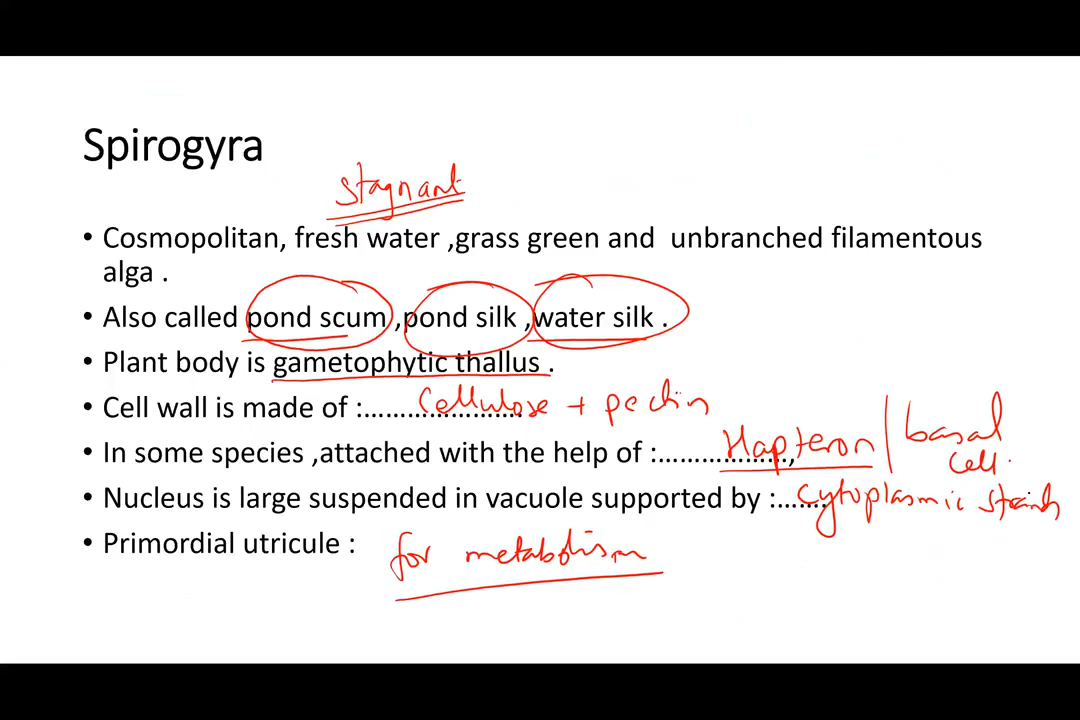 Spirogyra
Stagnant
• Cosmopolitan, fresh water ,grass green and unbranched filamentous
alga .
• Also called pond scum ,pond silk ,water silk .
• Plant body is gametophytic thallus .
• Cell wall is made of :...................... Cellulose + pectin
• In some species ,attached with the help of :.................., Hapteron | basal
cell.
• Nucleus is large suspended in vacuole supported by :....... Cytoplasmic strands
• Primordial utricule : for metabolism